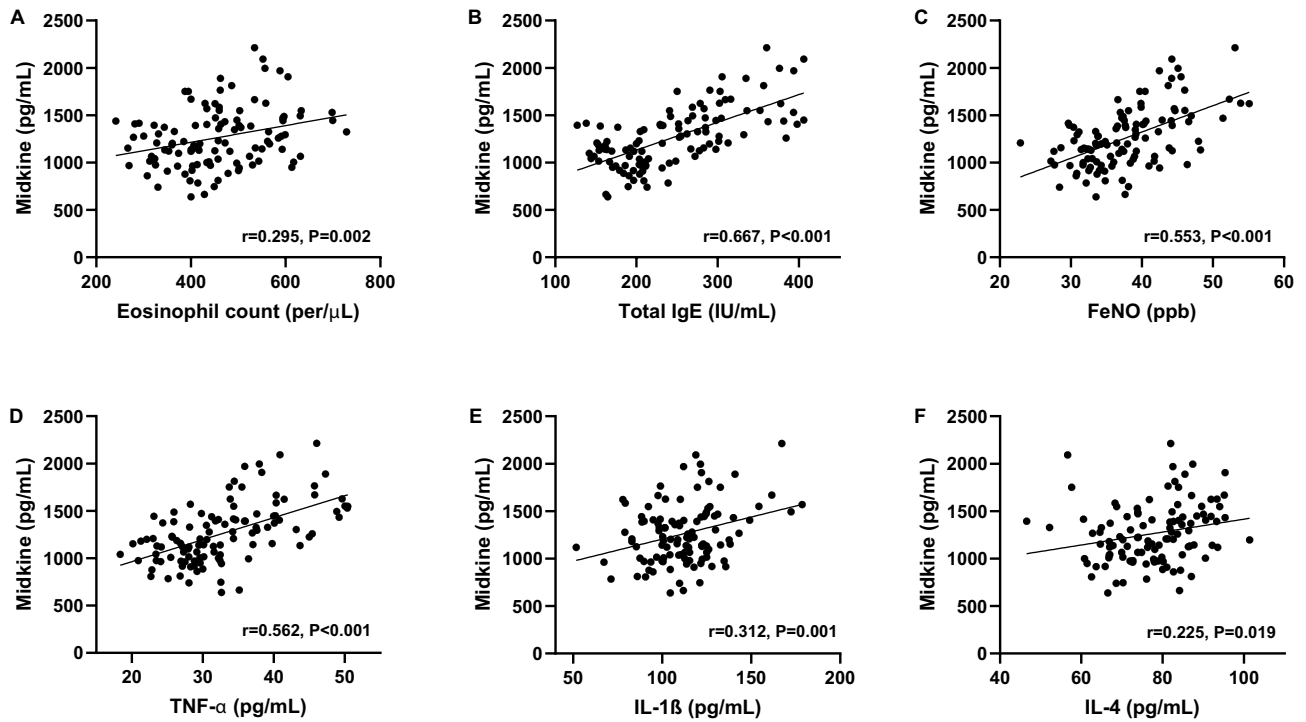 A
2500
2000
1500
1000
500
0
Midkine (pg/mL)
r=0.295, P=0.002
200 400 600 800
Eosinophil count (per/μL)
B
2500
2000
1500
1000
500
0
Midkine (pg/mL)
r=0.667, P<0.001
100 200 300 400
Total IgE (IU/mL)
C
2500
2000
1500
1000
500
0
Midkine (pg/mL)
r=0.553, P<0.001
20 30 40 50 60
FeNO (ppb)
D
2500
2000
1500
1000
500
0
Midkine (pg/mL)
r=0.562, P<0.001
20 30 40 50
TNF-α (pg/mL)
E
2500
2000
1500
1000
500
0
Midkine (pg/mL)
r=0.312, P=0.001
50 100 150 200
IL-1ß (pg/mL)
F
2500
2000
1500
1000
500
0
Midkine (pg/mL)
r=0.225, P=0.019
40 60 80 100
IL-4 (pg/mL)